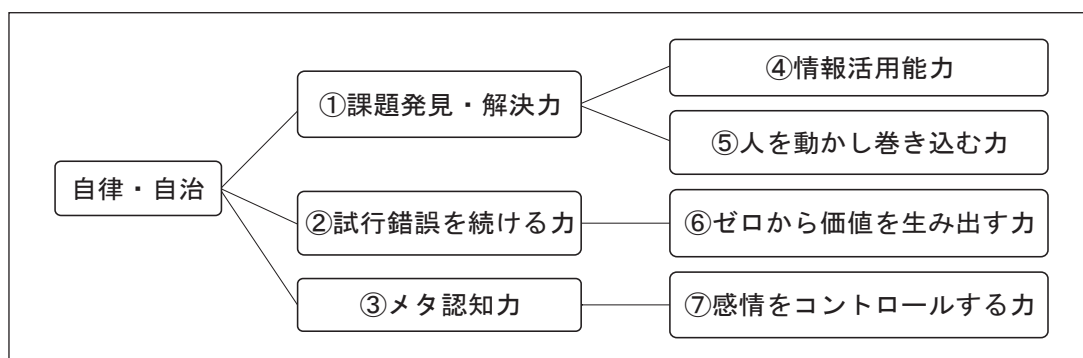 自律・自治
①課題発見・解決力
②試行錯誤を続ける力
③メタ認知力
④情報活用能力
⑤人を動かし巻き込む力
⑥ゼロから価値を生み出す力
⑦感情をコントロールする力